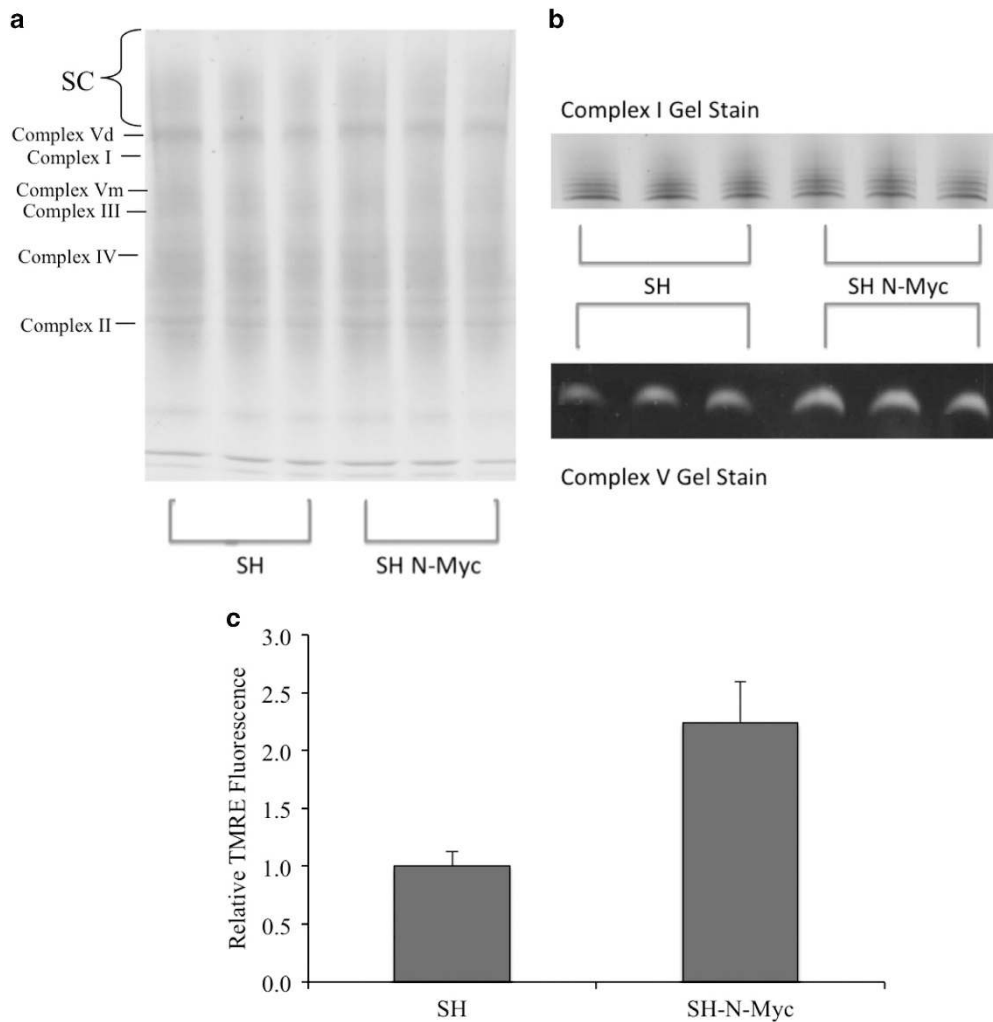 a
SC
Complex Vd
Complex I
Complex Vm
Complex III
Complex IV
Complex II
SH
SH N-Myc
b
Complex I Gel Stain
SH
SH N-Myc
Complex V Gel Stain
c
Relative TMRE Fluorescence
3.0
2.5
2.0
1.5
1.0
0.5
0.0
SH
SH-N-Myc